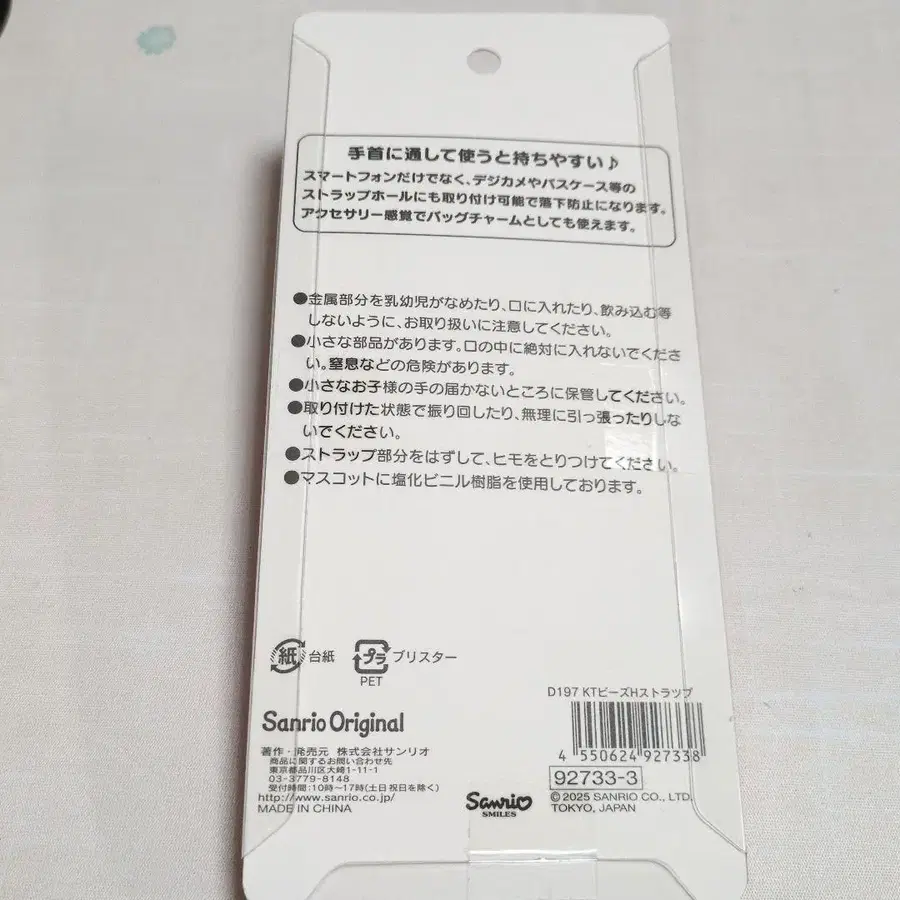 手首に通して使うと持ちやすい♪
スマートフォンだけでなく、デジカメやパスケース等の
ストラップホールにも取り付け可能で落下防止になります。
アクセサリー感覚でバッグチャームとしても使えます。
●金属部分を乳幼児がなめたり、口に入れたり、飲み込む等
しないように、お取り扱いに注意してください。
●小さな部品があります。口の中に絶対に入れないでくださ
い。窒息などの危険があります。
●小さなお子様の手の届かないところに保管してください。
●取り付けた状態で振り回したり、無理に引っ張ったりしな
いでください。
●ストラップ部分をはずして、ヒモをとりつけてください。
●マスコットに塩化ビニル樹脂を使用しております。
紙 台紙 プラ ブリスター
PET
D197 KTビーズHストラップ
4 550624 927338
92733-3
Sanrio Original
著作・発売元 株式会社サンリオ
商品に関するお問い合わせ先
東京都品川区大崎1-11-1
03-3779-8148
受付時間:10時〜17時(土日祝日を除く)
http://www.sanrio.co.jp/
MADE IN CHINA
Sanrio
SMILES
© 2025 SANRIO CO., LTD.
TOKYO, JAPAN